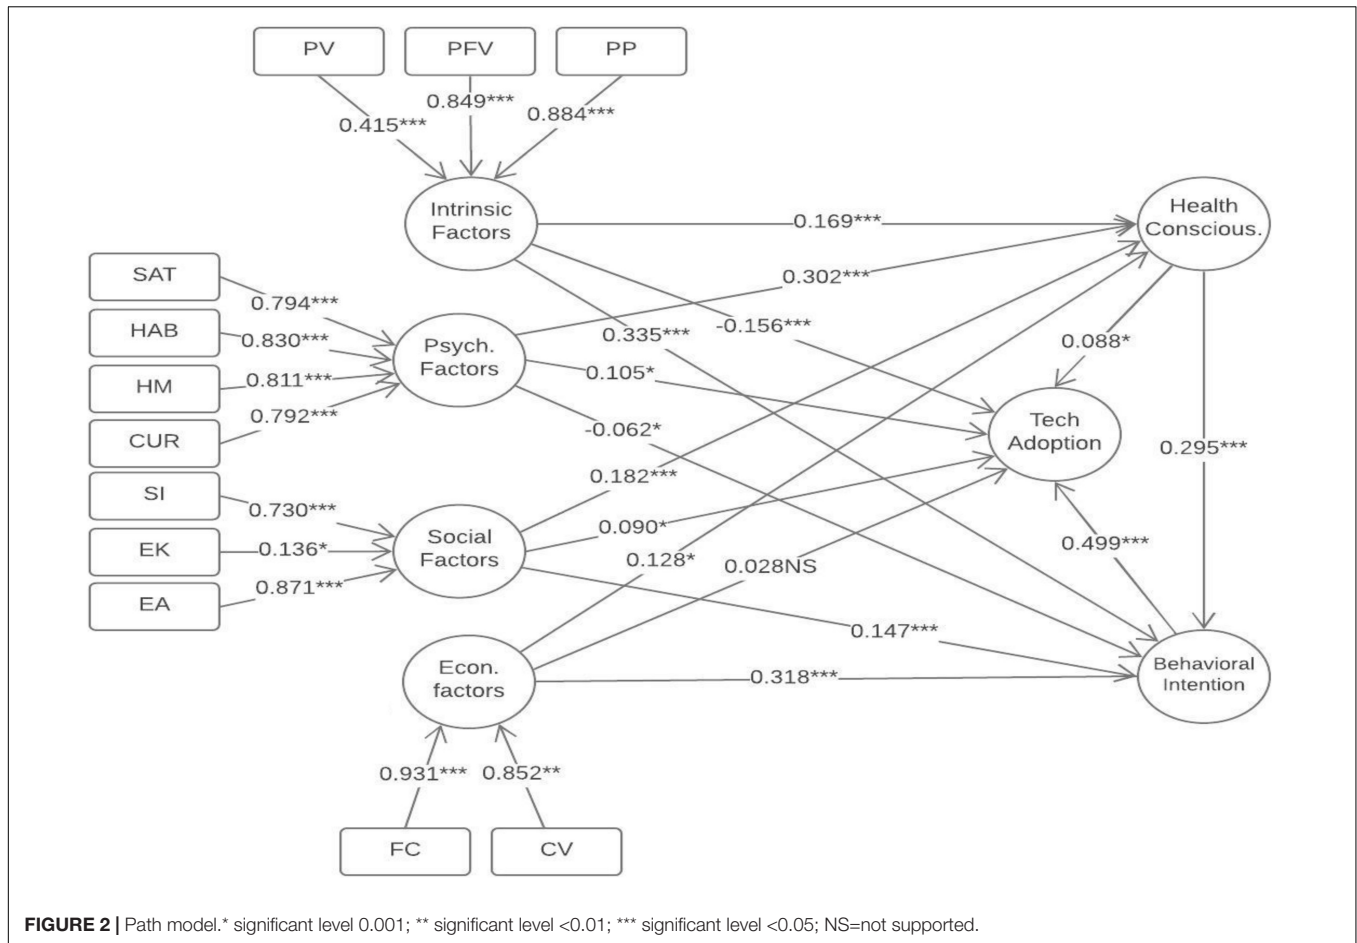 PV
PFV
PP
0.849***
0.415***
0.884***
Intrinsic
Factors
Health
Conscious.
0.169***
SAT
0.302***
0.794***
HAB
0.830***
-0.156***
0.335***
0.088*
Psych.
Factors
HM
0.811***
0.105*
CUR
0.792***
-0.062*
Tech
Adoption
0.295***
SI
0.182***
0.730***
0.090*
EK
0.136*
Social
Factors
0.499***
0.128*
0.028NS
EA
0.871***
0.147***
Econ.
factors
0.318***
Behavioral
Intention
0.931***
0.852**
FC
CV
FIGURE 2 | Path model.* significant level 0.001; ** significant level <0.01; *** significant level <0.05; NS=not supported.